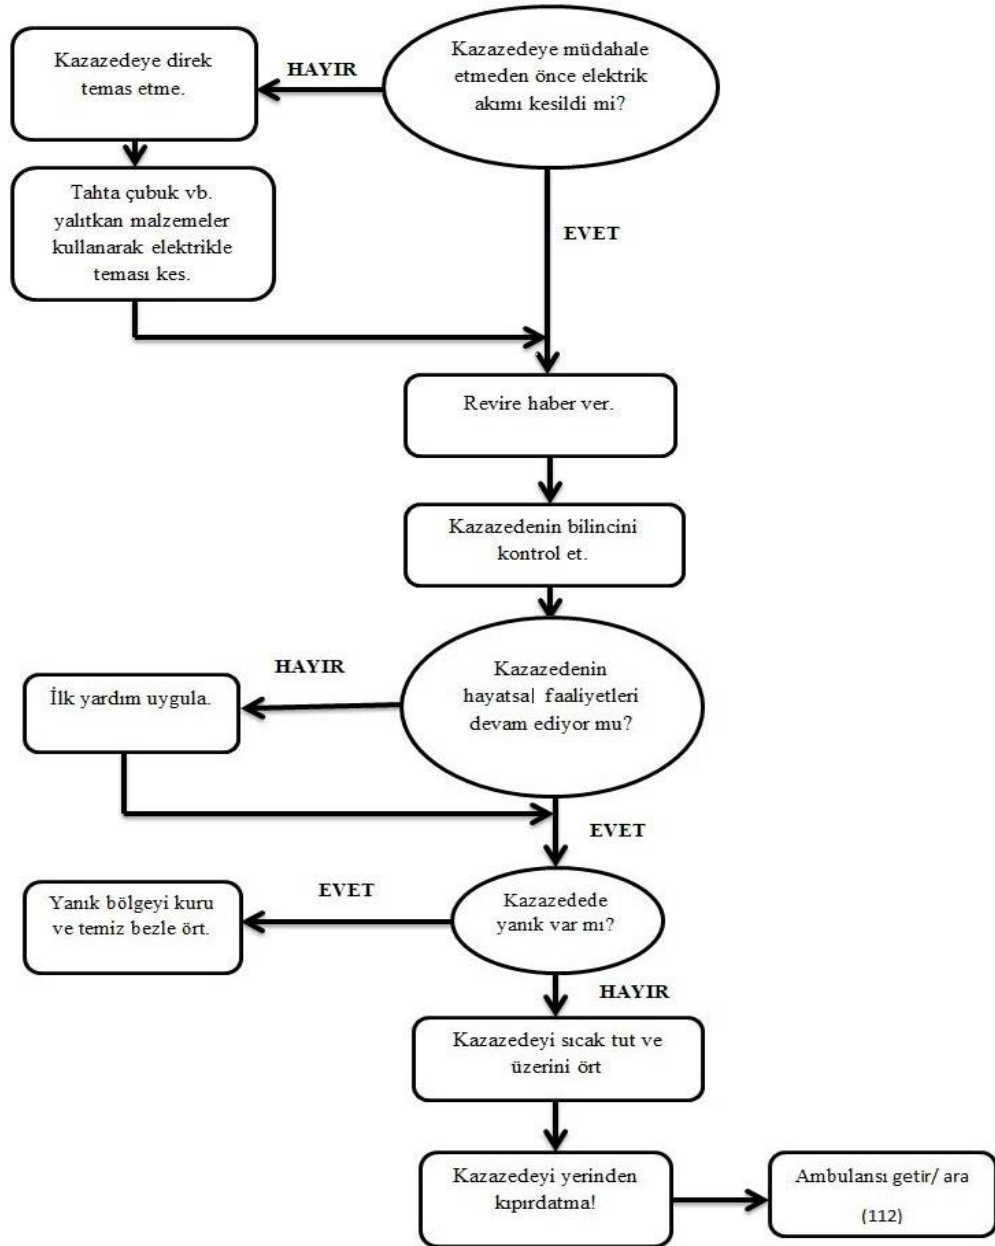 Kazazedeye müdahale
etmeden önce elektrik
akımı kesildi mi?
HAYIR
Kazazedeye direk
temas etme.
Tahta çubuk vb.
yalıtkan malzemeler
kullanarak elektrikle
teması kes.
EVET
Revire haber ver.
Kazazedenin bilincini
kontrol et.
Kazazedenin
hayatsal faaliyetleri
devam ediyor mu?
HAYIR
İlk yardım uygula.
EVET
Kazazedede
yanık var mı?
EVET
Yanık bölgeyi kuru
ve temiz bezle ört.
HAYIR
Kazazedeyi sıcak tut ve
üzerini ört
Kazazedeyi yerinden
kıpırdatma!
Ambulansı getir/ ara
(112)